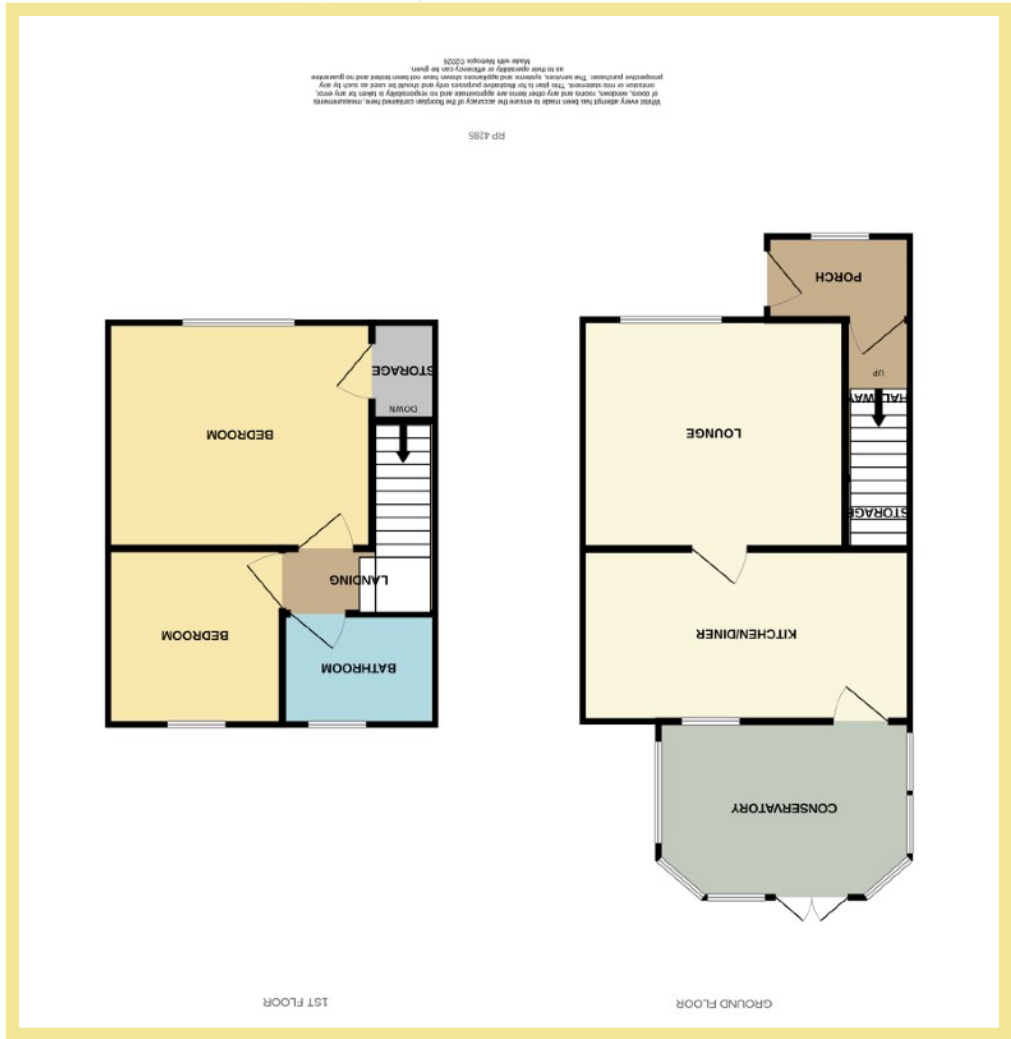 GROUND FLOOR
1ST FLOOR
CONSERVATORY
KITCHEN/DINER
STORAGE
LOUNGE
HALLWAY
UP
PORCH
BATHROOM
BEDROOM
LANDING
BEDROOM
DOWN
STORAGE
RP 4285
Whilst every attempt has been made to ensure the accuracy of the floorplan contained here, measurements
of doors, windows, rooms and any other items are approximate and no responsibility is taken for any error,
omission or mis-statement. This plan is for illustrative purposes only and should be used as such by any
prospective purchaser. The services, systems and appliances shown have not been tested and no guarantee
as to their operability or efficiency can be given.
Made with Metropix ©2026